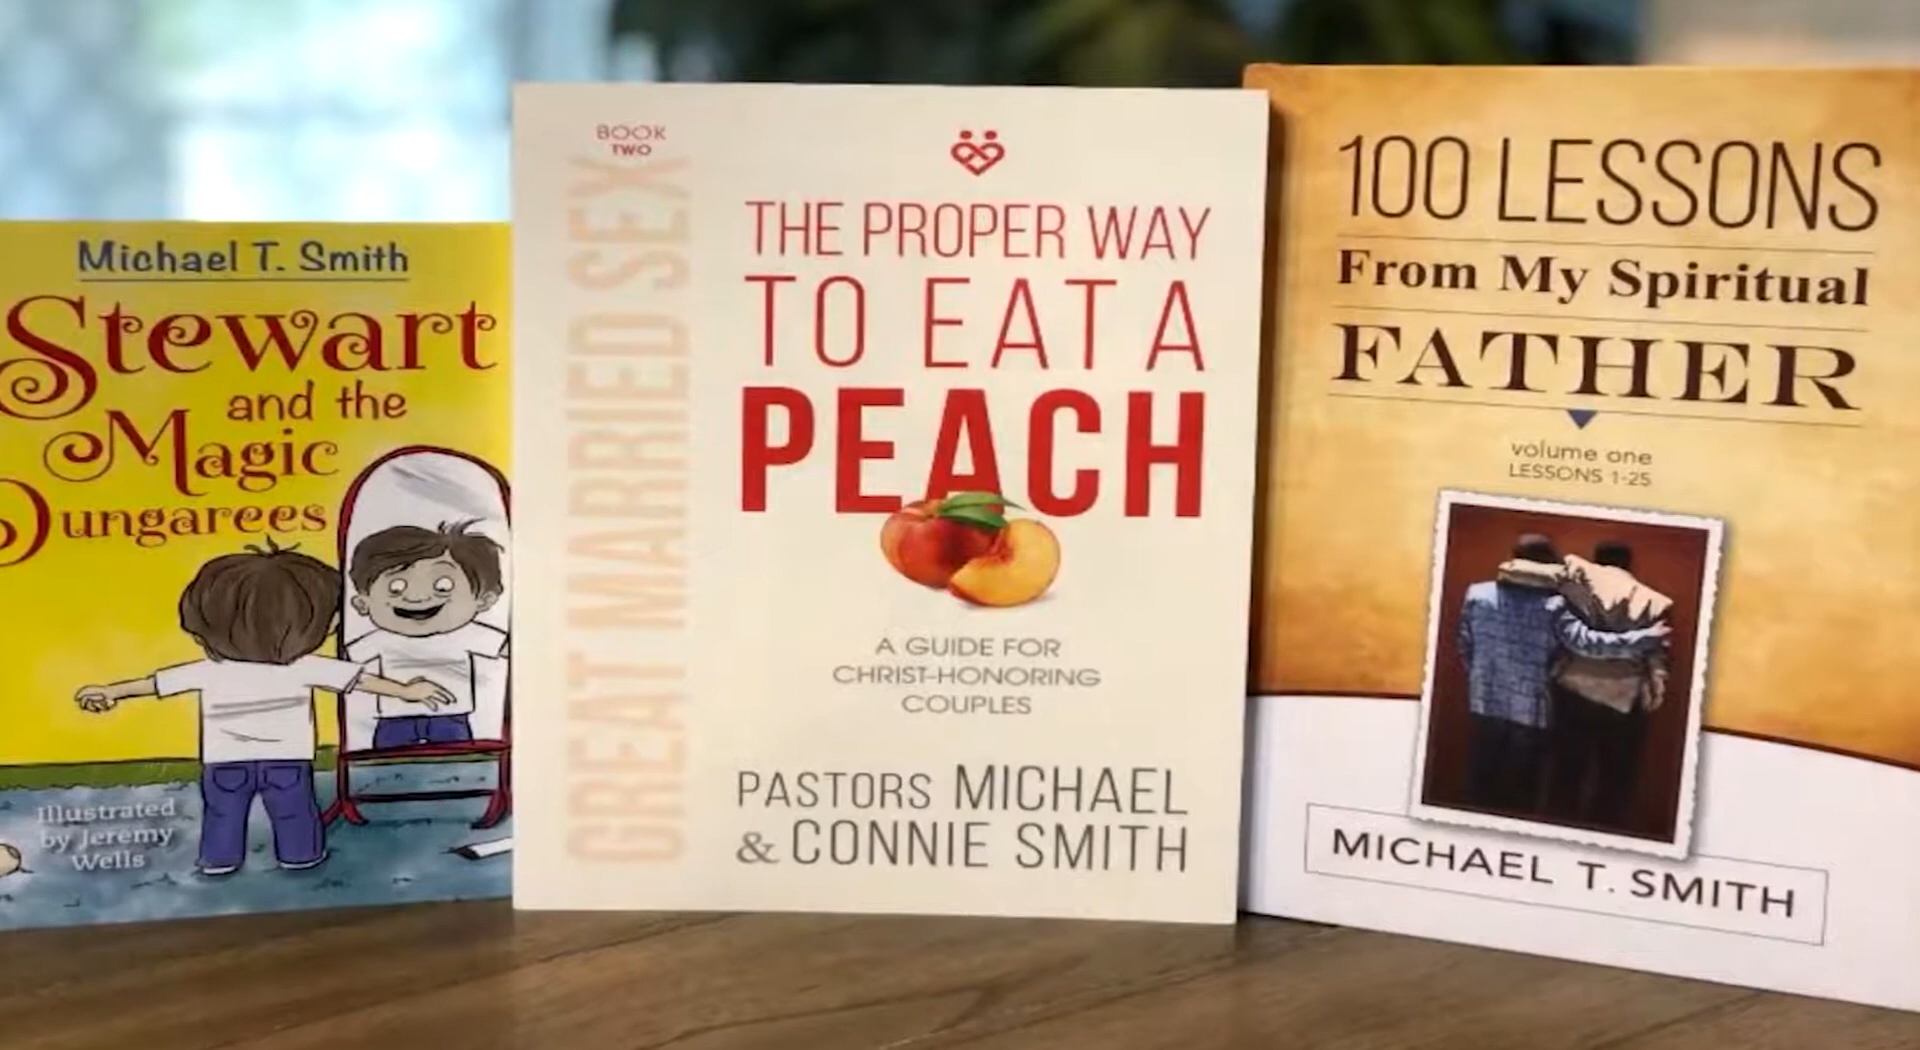 Michael T. Smith
Stewart
and the
Magic
Dungarees
Illustrated
by Jeremy
Wells
BOOK
TWO
GREAT MARRIED SEX
THE PROPER WAY
TO EAT A
PEACH
A GUIDE FOR
CHRIST-HONORING
COUPLES
PASTORS MICHAEL
& CONNIE SMITH
100 LESSONS
From My Spiritual
FATHER
volume one
LESSONS 1-25
MICHAEL T. SMITH